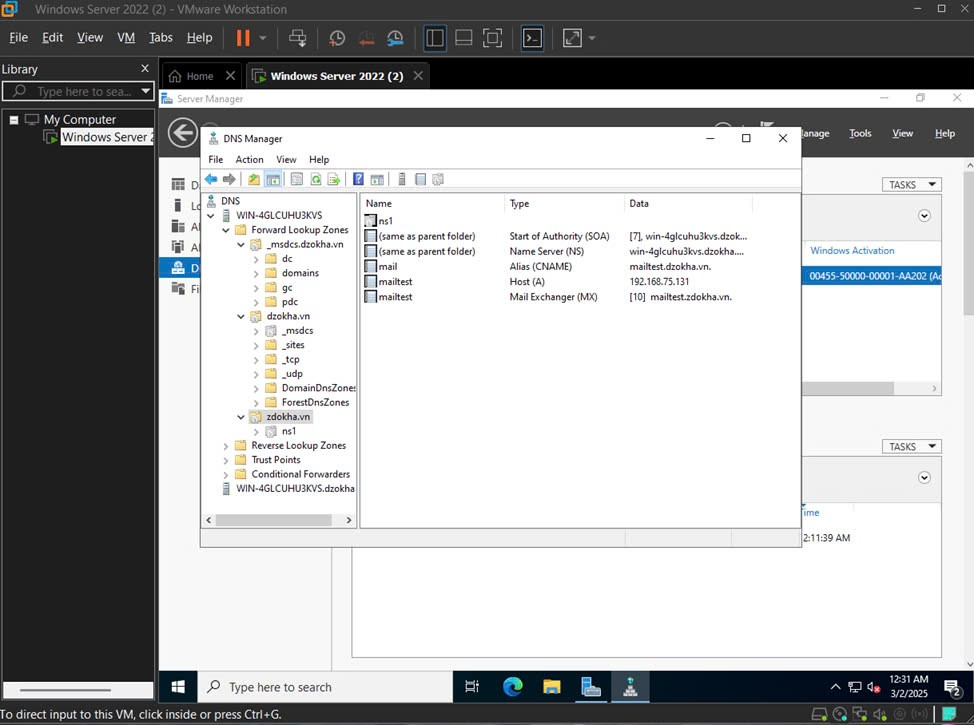 Windows Server 2022 (2) - VMware Workstation
File Edit View VM Tabs Help
Library X
Type here to sea...
Home X
Windows Server 2022 (2) X
My Computer
Windows Server 2
Server Manager
Manage Tools View Help
DNS Manager
File Action View Help
DNS
WIN-4GLCUHU3KVS
Forward Lookup Zones
_msdcs.dzokha.vn
dc
domains
gc
pdc
dzokha.vn
_msdcs
_sites
_tcp
_udp
DomainDnsZones
ForestDnsZones
zdokha.vn
ns1
Reverse Lookup Zones
Trust Points
Conditional Forwarders
WIN-4GLCUHU3KVS.dzokha
Name Type Data
ns1
(same as parent folder) Start of Authority (SOA) [7], win-4glcuhu3kvs.dzok...
(same as parent folder) Name Server (NS) win-4glcuhu3kvs.dzokha....
mail Alias (CNAME) mailtest.dzokha.vn.
mailtest Host (A) 192.168.75.131
mailtest Mail Exchanger (MX) [10] mailtest.zdokha.vn.
TASKS
Windows Activation
00455-50000-00001-AA202 (Ac
TASKS
2:11:39 AM
Type here to search
12:31 AM
3/2/2025
2
To direct input to this VM, click inside or press Ctrl+G.